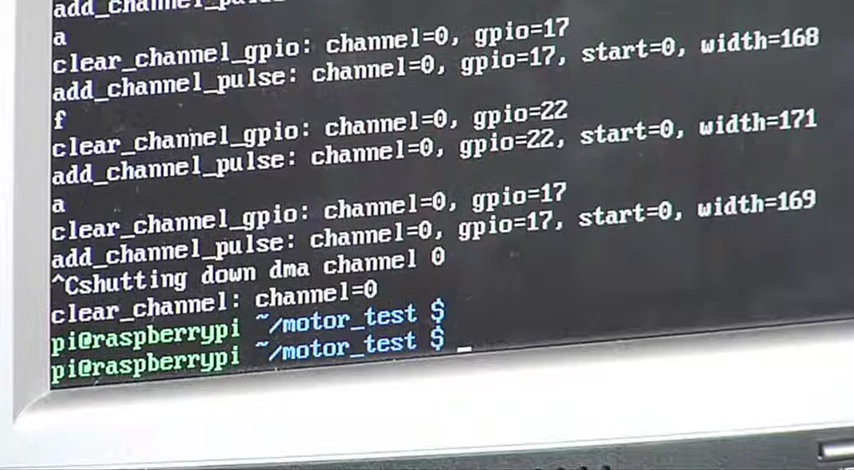 add_channel_pulse
a
clear_channel_gpio: channel=0, gpio=17
add_channel_pulse: channel=0, gpio=17, start=0, width=168
f
clear_channel_gpio: channel=0, gpio=22
add_channel_pulse: channel=0, gpio=22, start=0, width=171
a
clear_channel_gpio: channel=0, gpio=17
add_channel_pulse: channel=0, gpio=17, start=0, width=169
^Cshutting down dma channel 0
clear_channel: channel=0
pi@raspberrypi ~/motor_test $
pi@raspberrypi ~/motor_test $ _